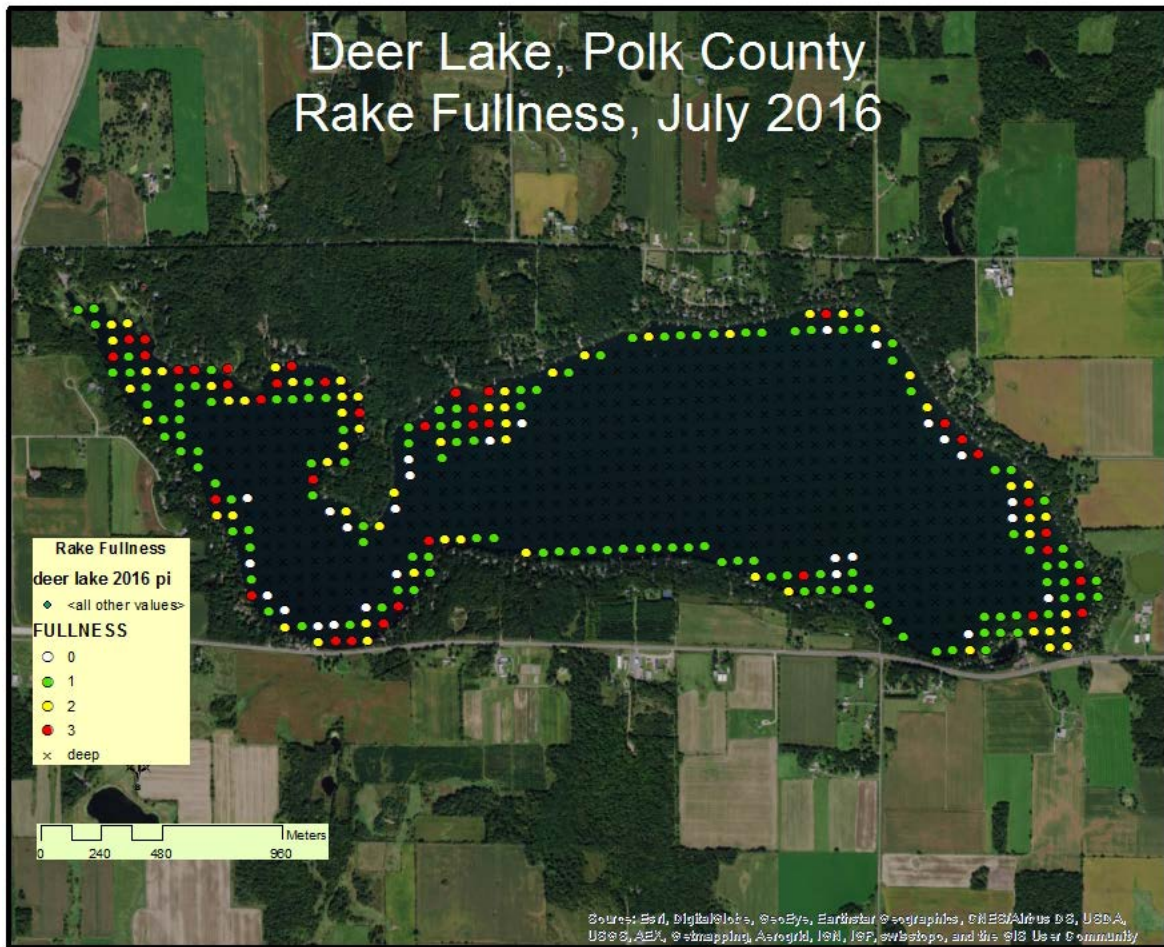 Deer Lake, Polk County
Rake Fullness, July 2016
Rake Fullness
deer lake 2016 pi
<all other values>
FULLNESS
0
1
2
3
deep
Meters
0 240 480 960
Source: Esri, DigitalGlobe, GeoEye, Earthstar Geographics, CNES/Airbus DS, USDA,
USGS, AEX, Getmapping, Aerogrid, IGN, IGP, swisstopo, and the GIS User Community